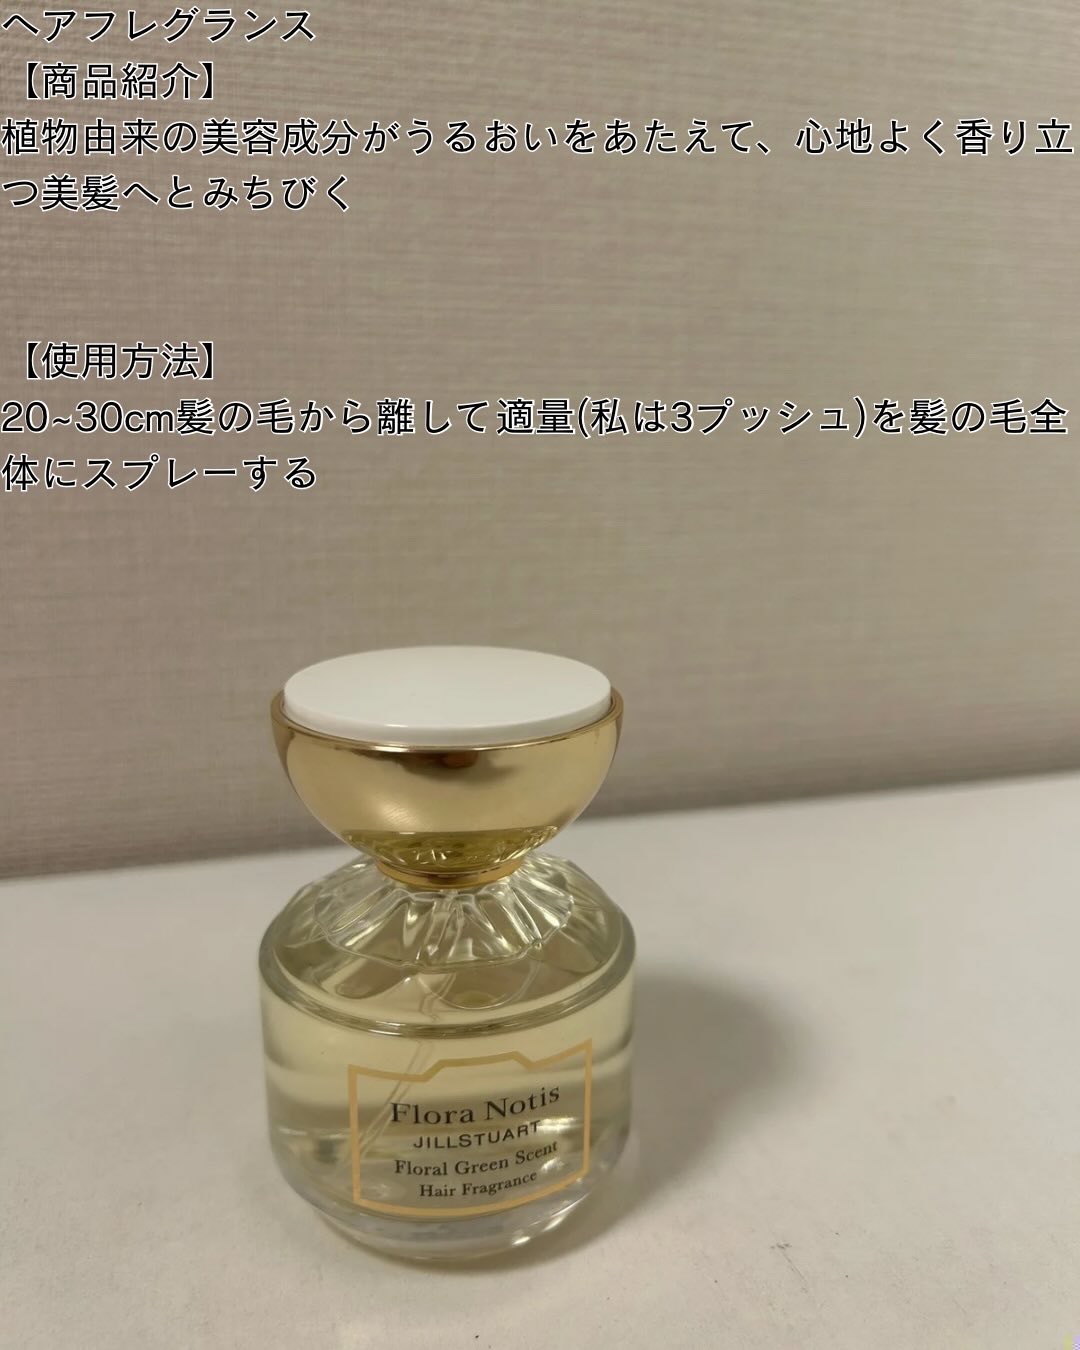 ヘアフレグランス
【商品紹介】
植物由来の美容成分がうるおいをあたえて、心地よく香り立
つ美髪へとみちびく
【使用方法】
20~30cm髪の毛から離して適量(私は3プッシュ)を髪の毛全
体にスプレーする
Flora Notis
JILLSTUART
Floral Green Scent
Hair Fragrance